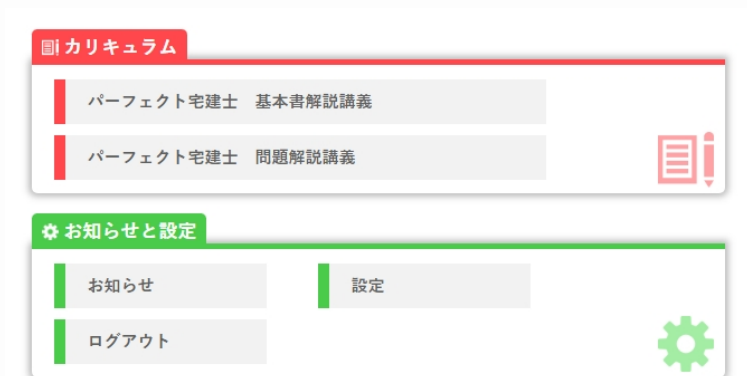 カリキュラム
パーフェクト宅建士　基本書解説講義
パーフェクト宅建士　問題解説講義
お知らせと設定
お知らせ
設定
ログアウト